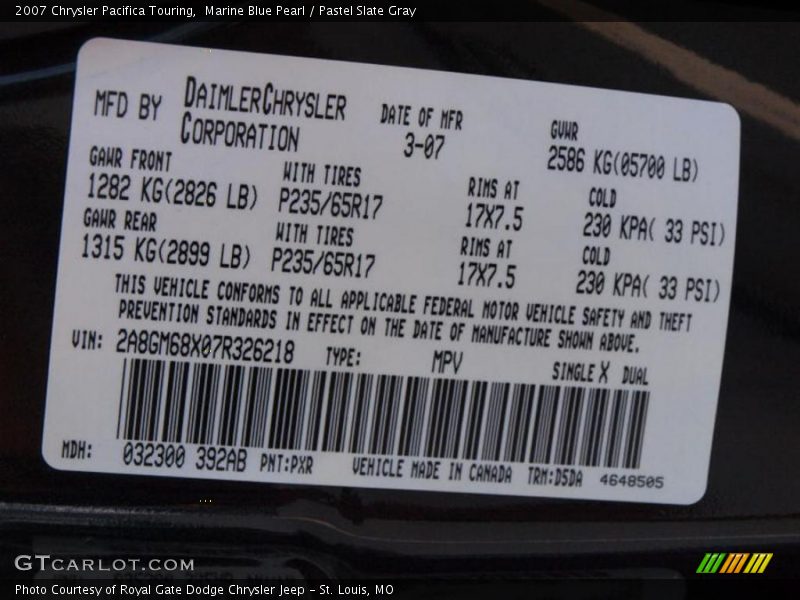 2007 Chrysler Pacifica Touring,  Marine Blue Pearl / Pastel Slate Gray
MFD BY DAIMLERCHRYSLER CORPORATION DATE OF MFR 3-07 GVWR 2586 KG(05700 LB)
GAWR FRONT WITH TIRES RIMS AT COLD
1282 KG(2826 LB) P235/65R17 17X7.5 230 KPA( 33 PSI)
GAWR REAR WITH TIRES RIMS AT COLD
1315 KG(2899 LB) P235/65R17 17X7.5 230 KPA( 33 PSI)
THIS VEHICLE CONFORMS TO ALL APPLICABLE FEDERAL MOTOR VEHICLE SAFETY AND THEFT
PREVENTION STANDARDS IN EFFECT ON THE DATE OF MANUFACTURE SHOWN ABOVE.
VIN: 2A8GM68X07R326218 TYPE: MPV SINGLE X DUAL
MDH: 032300 392AB PNT:PXR VEHICLE MADE IN CANADA TRM:D5DA 4648505
GTCARLOT.COM
Photo Courtesy of Royal Gate Dodge Chrysler Jeep - St. Louis, MO